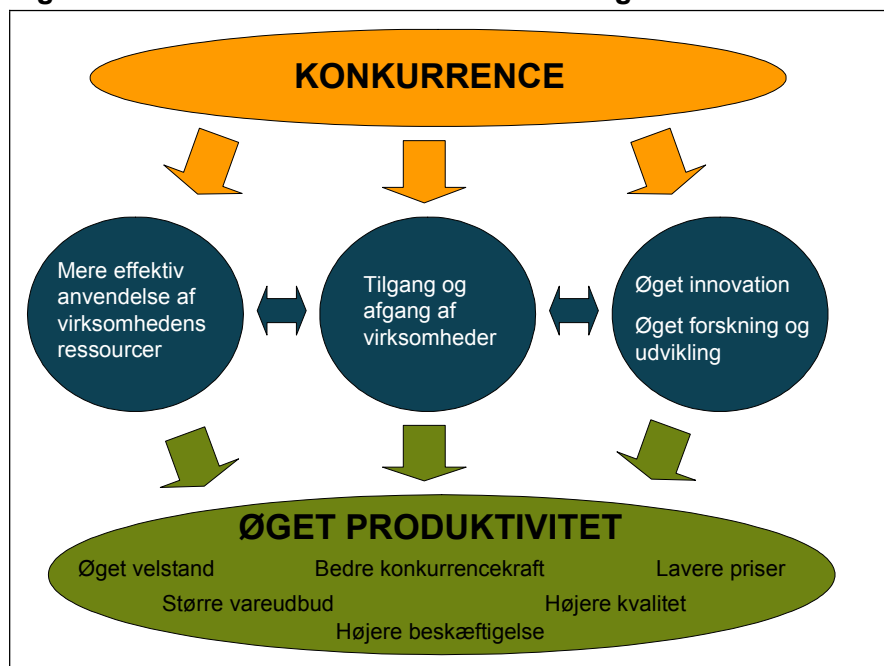 KONKURRENCE
Mere effektiv
anvendelse af
virksomhedens
ressourcer
Tilgang og
afgang af
virksomheder
Øget innovation
Øget forskning og
udvikling
ØGET PRODUKTIVITET
Øget velstand
Bedre konkurrencekraft
Lavere priser
Større vareudbud
Højere kvalitet
Højere beskæftigelse